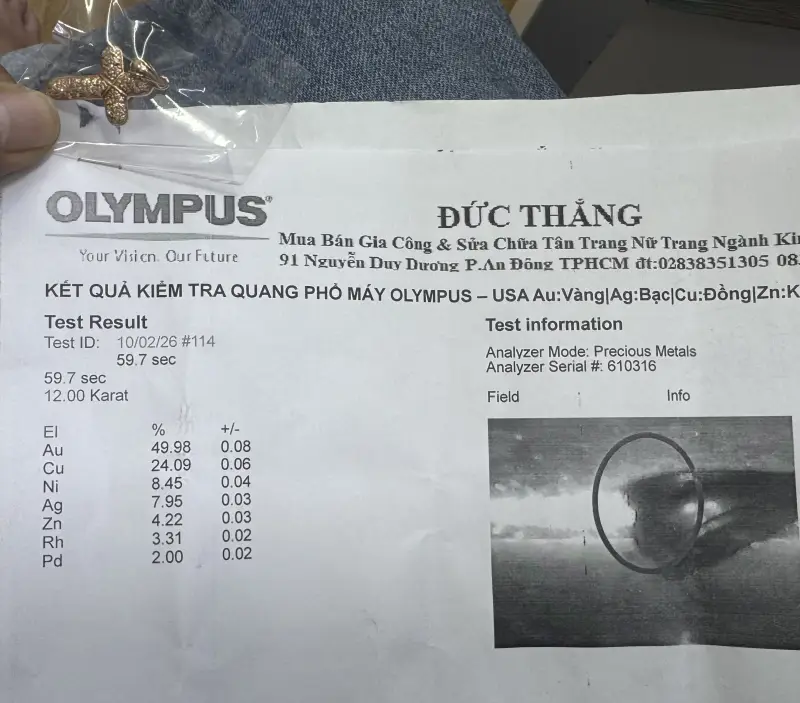 OLYMPUS®
Your Vision. Our Future
ĐỨC THẮNG
Mua Bán Gia Công & Sửa Chữa Tân Trang Nữ Trang Ngành
91 Nguyễn Duy Dương P.An Đông TPHCM đt:02838351305 08
KẾT QUẢ KIỂM TRA QUANG PHỔ MÁY OLYMPUS – USA Au:Vàng|Ag:Bạc|Cu:Đồng|Zn:K
Test Result
Test ID: 10/02/26 #114
59.7 sec
59.7 sec
12.00 Karat
El % +/-
Au 49.98 0.08
Cu 24.09 0.06
Ni 8.45 0.04
Ag 7.95 0.03
Zn 4.22 0.03
Rh 3.31 0.02
Pd 2.00 0.02
Test information
Analyzer Mode: Precious Metals
Analyzer Serial #: 610316
Field Info